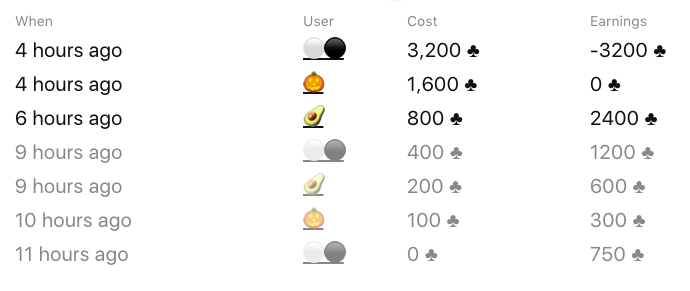 When User Cost Earnings
4 hours ago ⚪⚫ 3,200 ♣ -3200 ♣
4 hours ago 🎃 1,600 ♣ 0 ♣
6 hours ago 🥑 800 ♣ 2400 ♣
9 hours ago ⚪⚫ 400 ♣ 1200 ♣
9 hours ago 🥑 200 ♣ 600 ♣
10 hours ago 🎃 100 ♣ 300 ♣
11 hours ago ⚪⚫ 0 ♣ 750 ♣